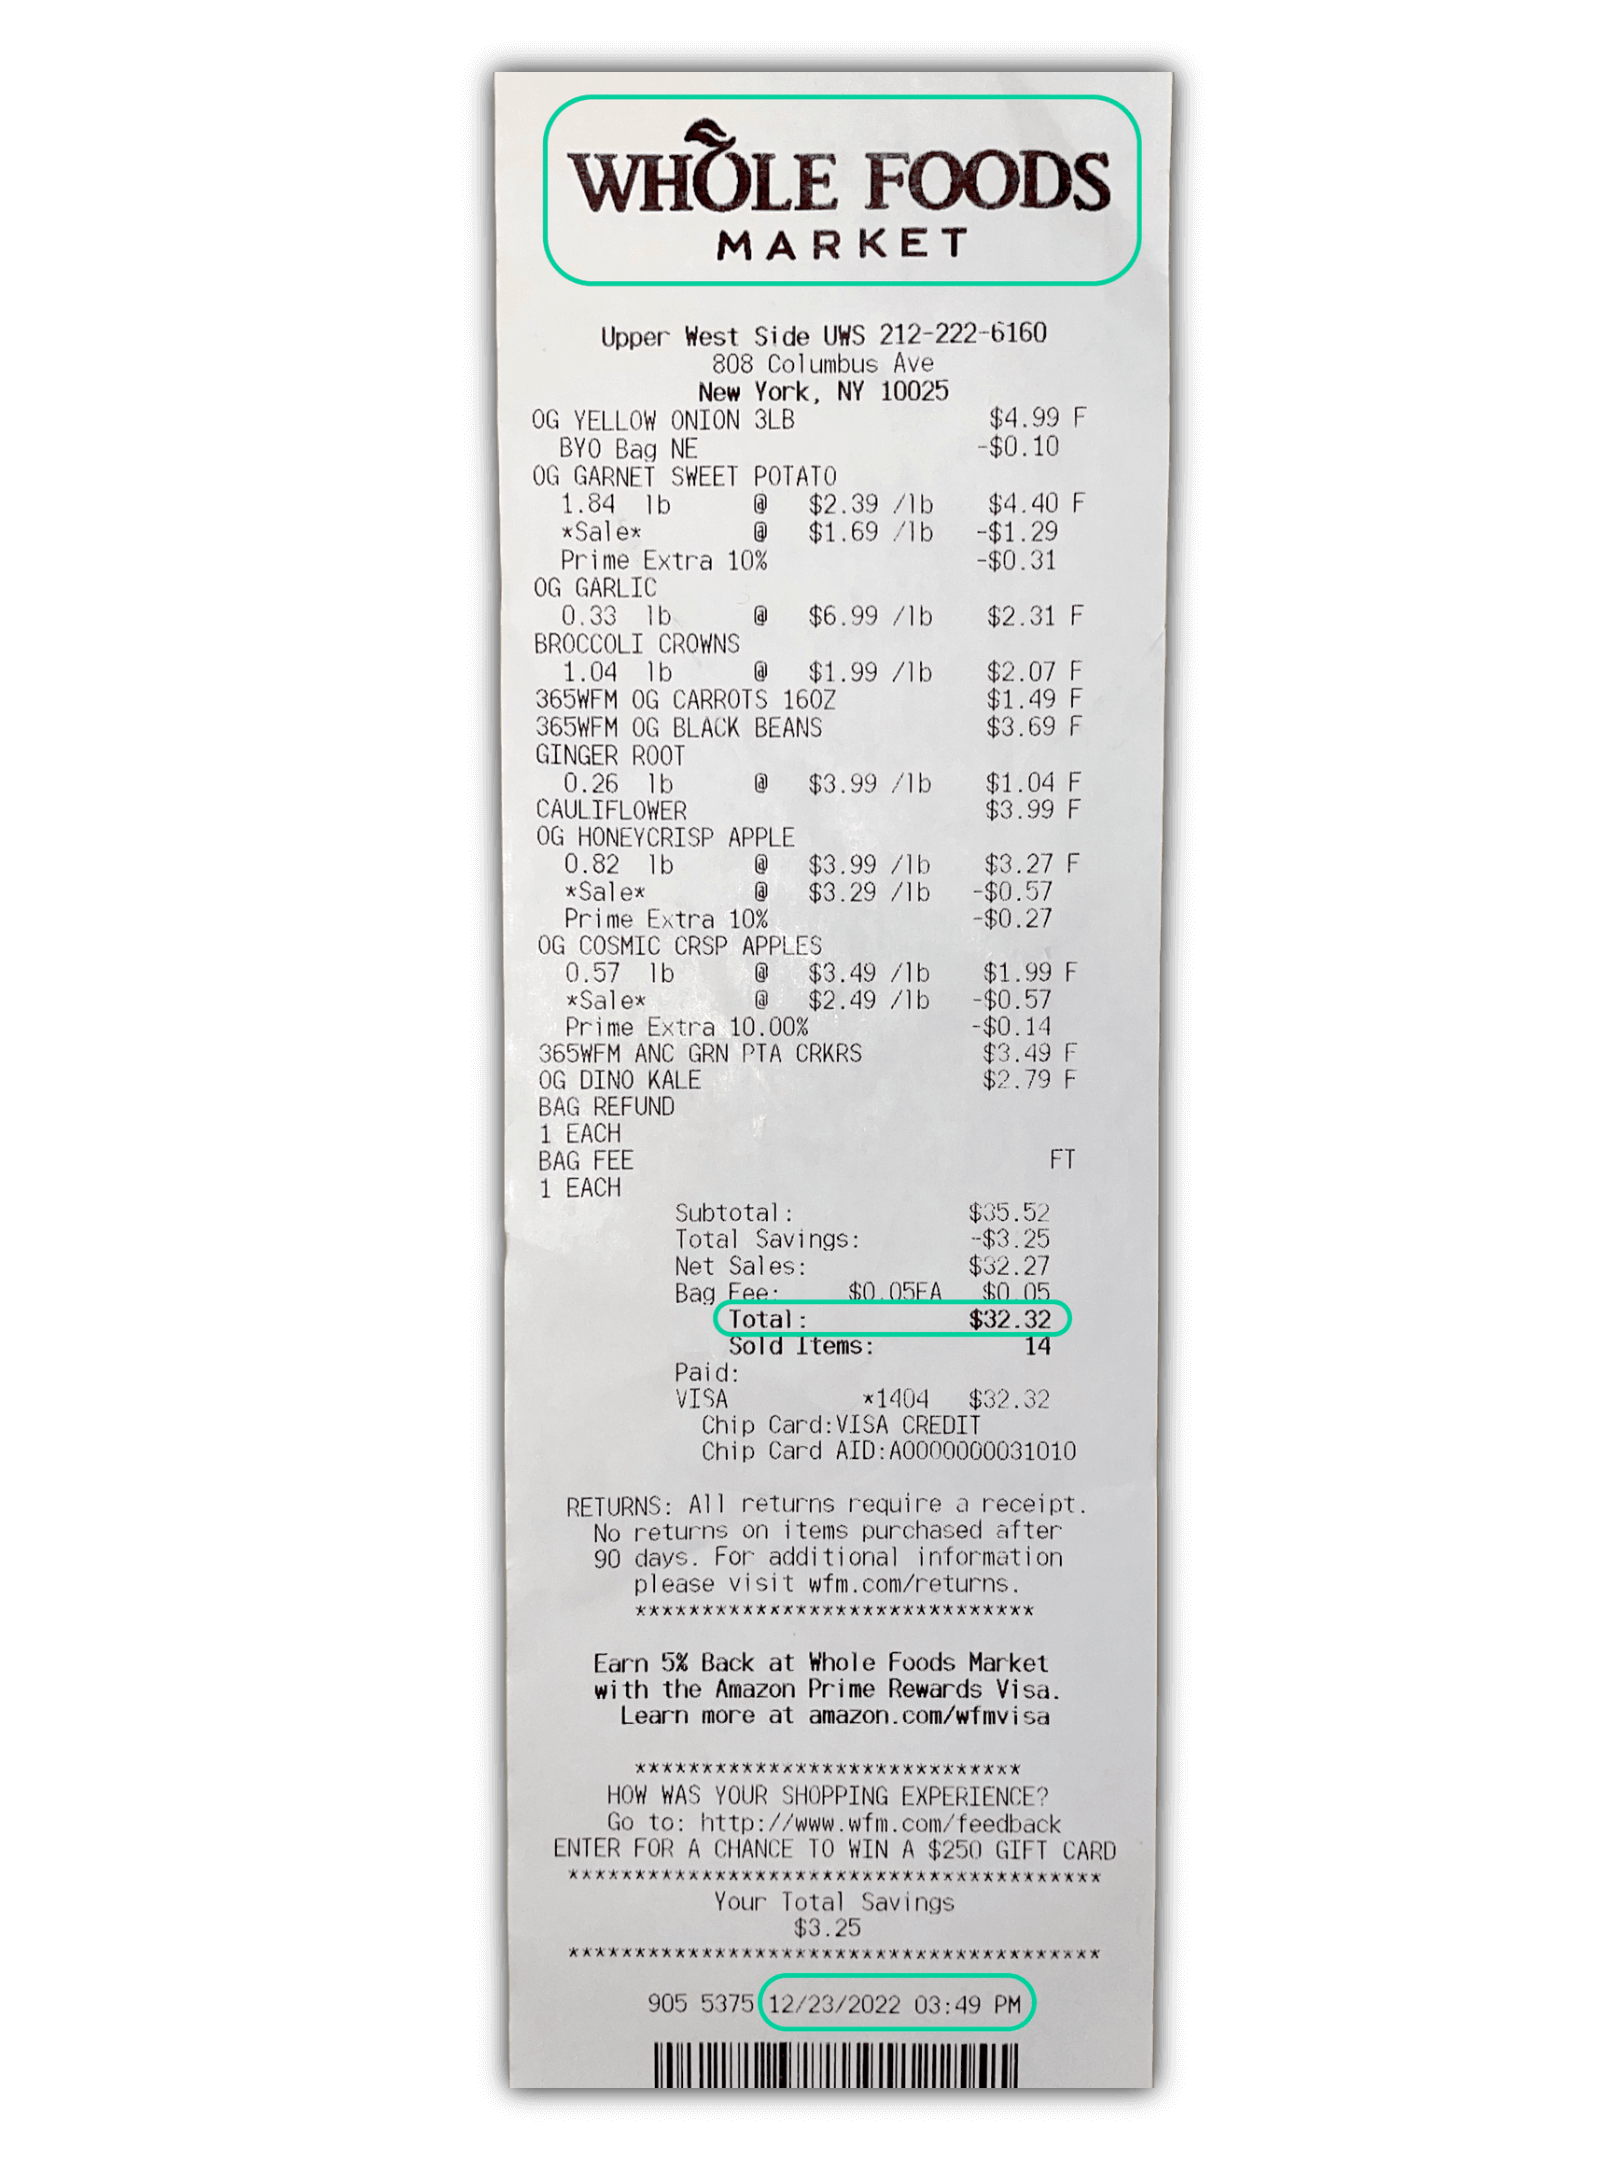 WHOLE FOODS
MARKET
Upper West Side UWS 212-222-6160
808 Columbus Ave
New York, NY 10025
OG YELLOW ONION 3LB $4.99 F
BYO Bag NE -$0.10
OG GARNET SWEET POTATO
1.84 lb @ $2.39 /lb $4.40 F
*Sale* @ $1.69 /lb -$1.29
Prime Extra 10% -$0.31
OG GARLIC
0.33 lb @ $6.99 /lb $2.31 F
BROCCOLI CROWNS
1.04 lb @ $1.99 /lb $2.07 F
365WFM OG CARROTS 16OZ $1.49 F
365WFM OG BLACK BEANS $3.69 F
GINGER ROOT
0.26 lb @ $3.99 /lb $1.04 F
CAULIFLOWER $3.99 F
OG HONEYCRISP APPLE
0.82 lb @ $3.99 /lb $3.27 F
*Sale* @ $3.29 /lb -$0.57
Prime Extra 10% -$0.27
OG COSMIC CRSP APPLES
0.57 lb @ $3.49 /lb $1.99 F
*Sale* @ $2.49 /lb -$0.57
Prime Extra 10.00% -$0.14
365WFM ANC GRN PTA CRKRS $3.49 F
OG DINO KALE $2.79 F
BAG REFUND
1 EACH
BAG FEE FT
1 EACH
Subtotal: $35.52
Total Savings: -$3.25
Net Sales: $32.27
Bag Fee: $0.05EA $0.05
Total: $32.32
Sold Items: 14
Paid:
VISA *1404 $32.32
Chip Card:VISA CREDIT
Chip Card AID:A0000000031010
RETURNS: All returns require a receipt.
No returns on items purchased after
90 days. For additional information
please visit wfm.com/returns.
******************************
Earn 5% Back at Whole Foods Market
with the Amazon Prime Rewards Visa.
Learn more at amazon.com/wfmvisa
*****************************
HOW WAS YOUR SHOPPING EXPERIENCE?
Go to: http://www.wfm.com/feedback
ENTER FOR A CHANCE TO WIN A $250 GIFT CARD
****************************************
Your Total Savings
$3.25
****************************************
905 5375 12/23/2022 03:49 PM